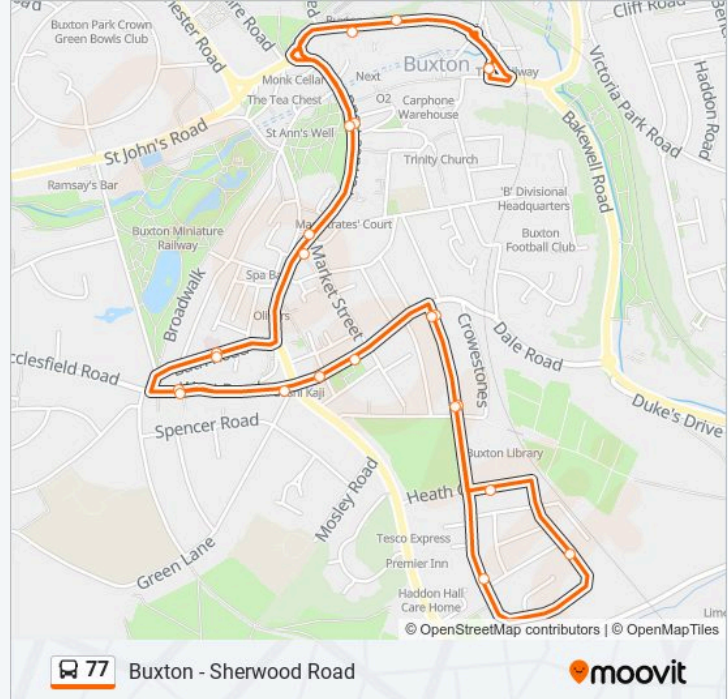 Buxton Park Crown
Green Bowls Club
Cliff Road
Monk Cellar
Next
Buxton
Victoria Park Road
Haddon Road
The Tea Chest
O2
Carphone
Warehouse
St John's Road
St Ann's Well
Bakewell Road
Trinity Church
Ramsay's Bar
'B' Divisional
Headquarters
Court
Buxton Miniature
Railway
Buxton
Football Club
Market Street
Broadwalk
Crowestones
Dale Road
cclesfield Road
Duke's Drive
Spencer Road
Buxton Library
Mosley Road
Heath
Tesco Express
Green Lane
Premier Inn
Haddon Hall
Care Home
Lime
© OpenStreetMap contributors | © OpenMapTiles
77 Buxton - Sherwood Road
moovit